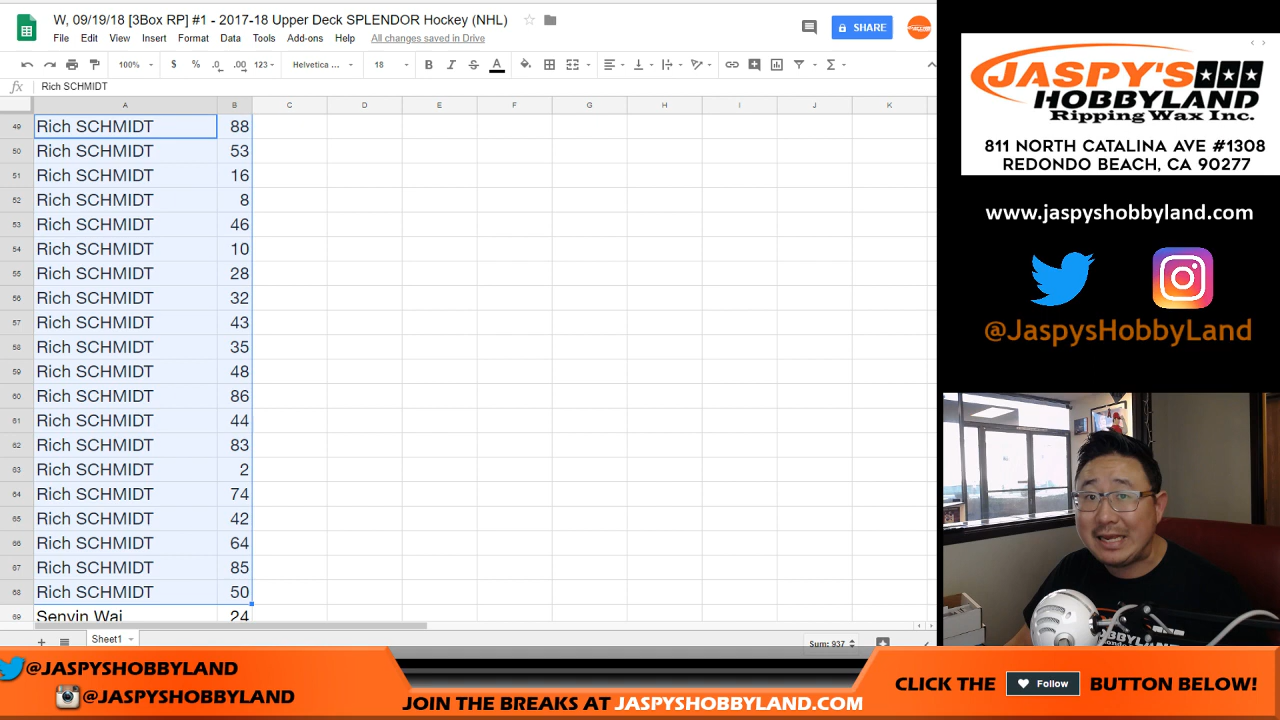 W, 09/19/18 [3Box RP] #1 - 2017-18 Upper Deck SPLENDOR Hockey (NHL)
File Edit View Insert Format Data Tools Add-ons Help All changes saved in Drive
SHARE
100% $ % .0 .00 123 Helvetica ... 18 B I S A
fx Rich SCHMIDT
A B C D E F G H I J K
49 Rich SCHMIDT 88
50 Rich SCHMIDT 53
51 Rich SCHMIDT 16
52 Rich SCHMIDT 8
53 Rich SCHMIDT 46
54 Rich SCHMIDT 10
55 Rich SCHMIDT 28
56 Rich SCHMIDT 32
57 Rich SCHMIDT 43
58 Rich SCHMIDT 35
59 Rich SCHMIDT 48
60 Rich SCHMIDT 86
61 Rich SCHMIDT 44
62 Rich SCHMIDT 83
63 Rich SCHMIDT 2
64 Rich SCHMIDT 74
65 Rich SCHMIDT 42
66 Rich SCHMIDT 64
67 Rich SCHMIDT 85
68 Rich SCHMIDT 50
69 Senyin Wai 24
Sheet1
Sum: 937
JASPY'S
HOBBYLAND
Ripping Wax Inc.
811 NORTH CATALINA AVE #1308
REDONDO BEACH, CA 90277
www.jaspyshobbyland.com
@JaspysHobbyLand
@JASPYSHOBBYLAND
@JASPYSHOBBYLAND
JOIN THE BREAKS AT JASPYSHOBBYLAND.COM
CLICK THE Follow BUTTON BELOW!